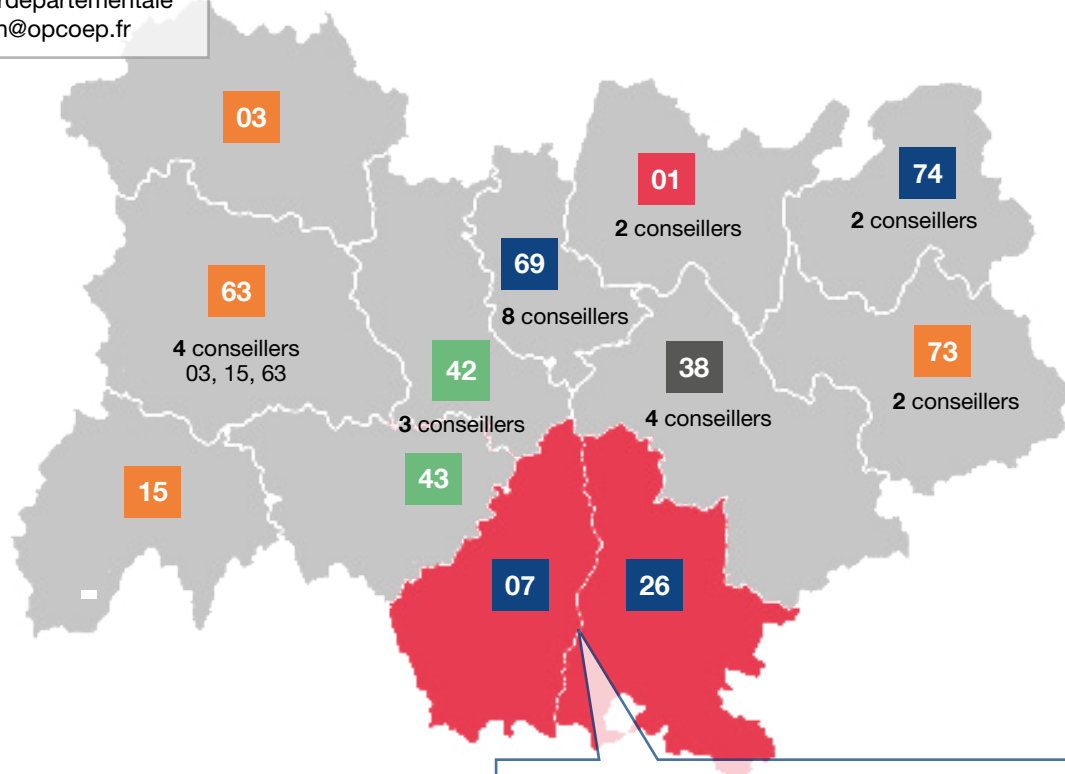 n@opcoep.fr
03
01
2 conseillers
74
2 conseillers
69
8 conseillers
63
4 conseillers
03, 15, 63
42
3 conseillers
38
4 conseillers
73
2 conseillers
43
15
07
26